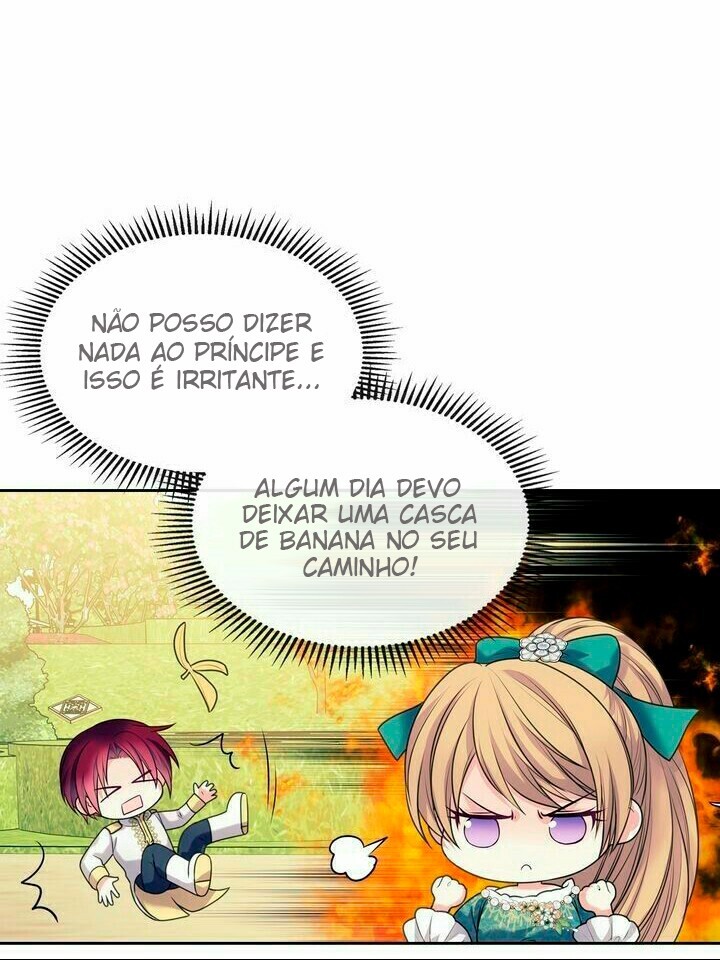 NÃO POSSO DIZER
NADA AO PRÍNCIPE E
ISSO É IRRITANTE...
ALGUM DIA DEVO
DEIXAR UMA CASCA
DE BANANA NO SEU
CAMINHO!